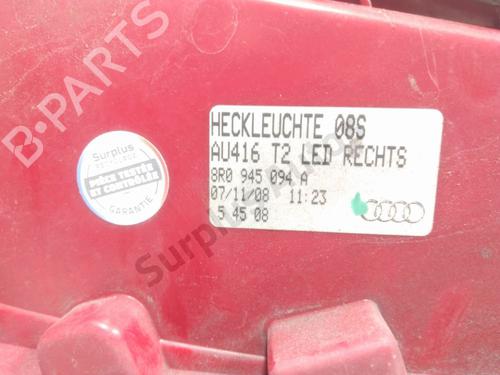 B-PARTS
Surplus
RECYCLAGE
PIÈCE TESTÉE
ET CONTRÔLÉE
GARANTIE
HECKLEUCHTE 08S
AU416 T2 LED RECHTS
8R0 945 094 A
07/11/08 11:23
5 45 08